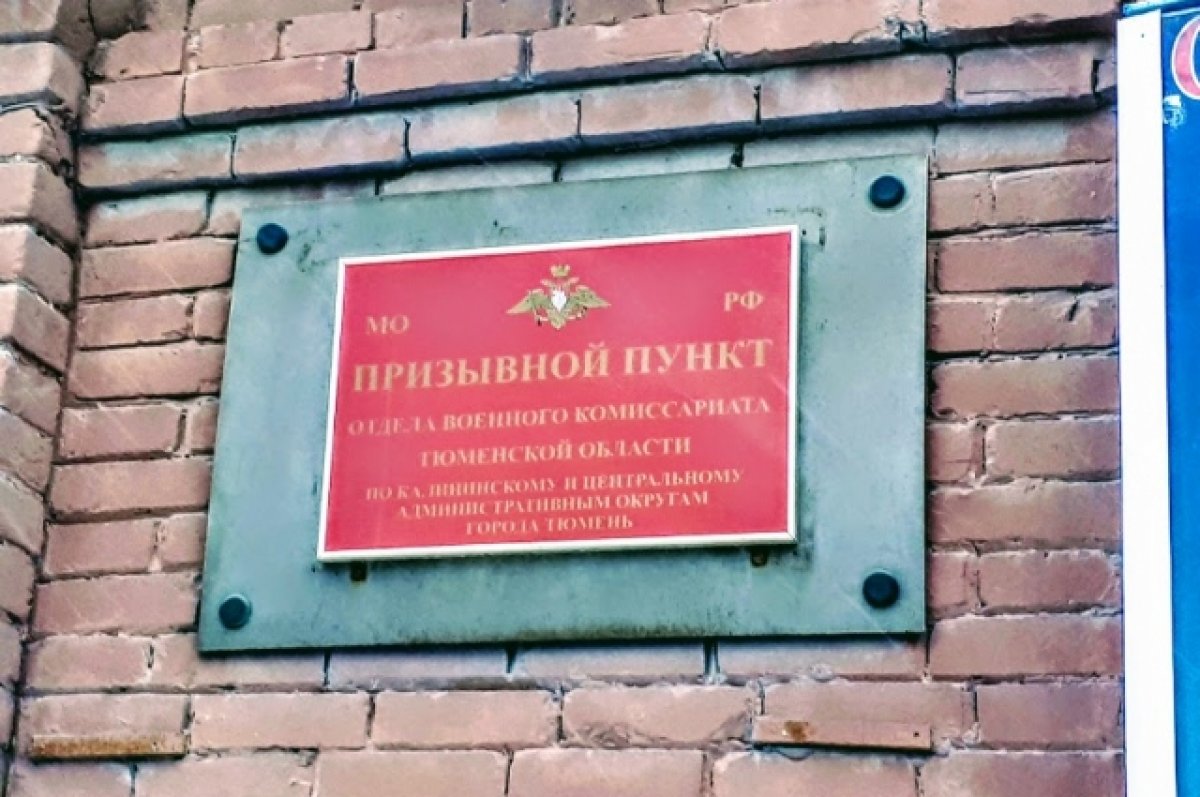 МО РФ
ПРИЗЫВНОЙ ПУНКТ
ОТДЕЛА ВОЕННОГО КОМИССАРИАТА
ТЮМЕНСКОЙ ОБЛАСТИ
ПО КАЛИНИНСКОМУ И ЦЕНТРАЛЬНОМУ
АДМИНИСТРАТИВНЫМ ОКРУГАМ
ГОРОДА ТЮМЕНЬ